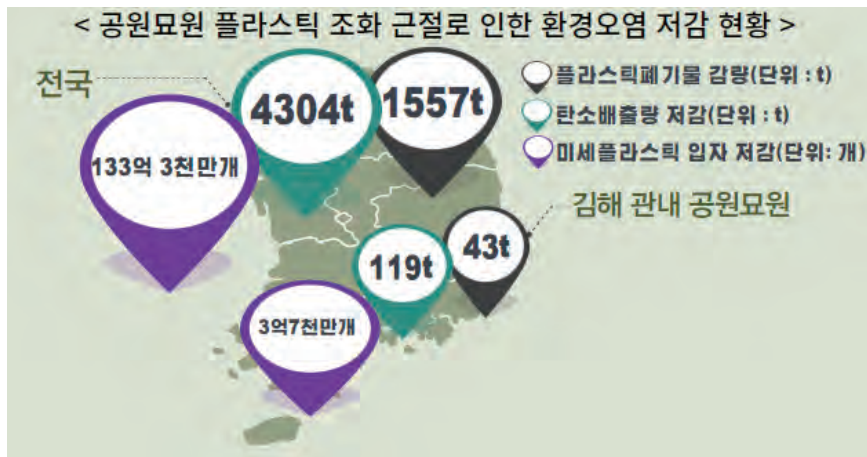 < 공원묘원 플라스틱 조화 근절로 인한 환경오염 저감 현황 >
전국
4304t
1557t
133억 3천만개
플라스틱폐기물 감량(단위 : t)
탄소배출량 저감(단위 : t)
미세플라스틱 입자 저감(단위: 개)
김해 관내 공원묘원
119t
43t
3억7천만개